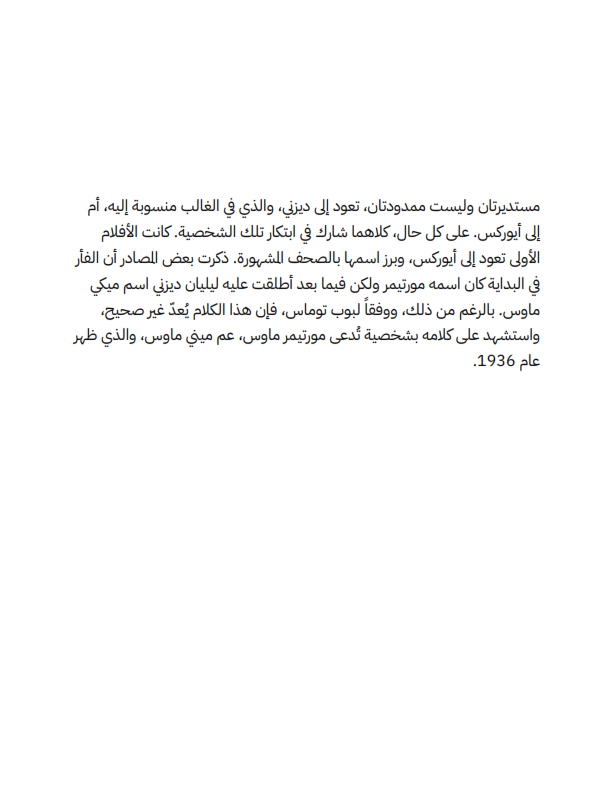 مستديرتان وليست ممدودتان، تعود إلى ديزني، والذي في الغالب منسوبة إليه، أم
إلى أيوركس. على كل حال، كلاهما شارك في ابتكار تلك الشخصية. كانت الأفلام
الأولى تعود إلى أيوركس، وبرز اسمها بالصحف المشهورة. ذكرت بعض المصادر أن الفأر
في البداية كان اسمه مورتيمر ولكن فيما بعد أطلقت عليه ليليان ديزني اسم ميكي
ماوس. بالرغم من ذلك، ووفقاً لبوب توماس، فإن هذا الكلام يُعدّ غير صحيح،
واستشهد على كلامه بشخصية تُدعى مورتيمر ماوس، عم ميني ماوس، والذي ظهر
عام 1936.